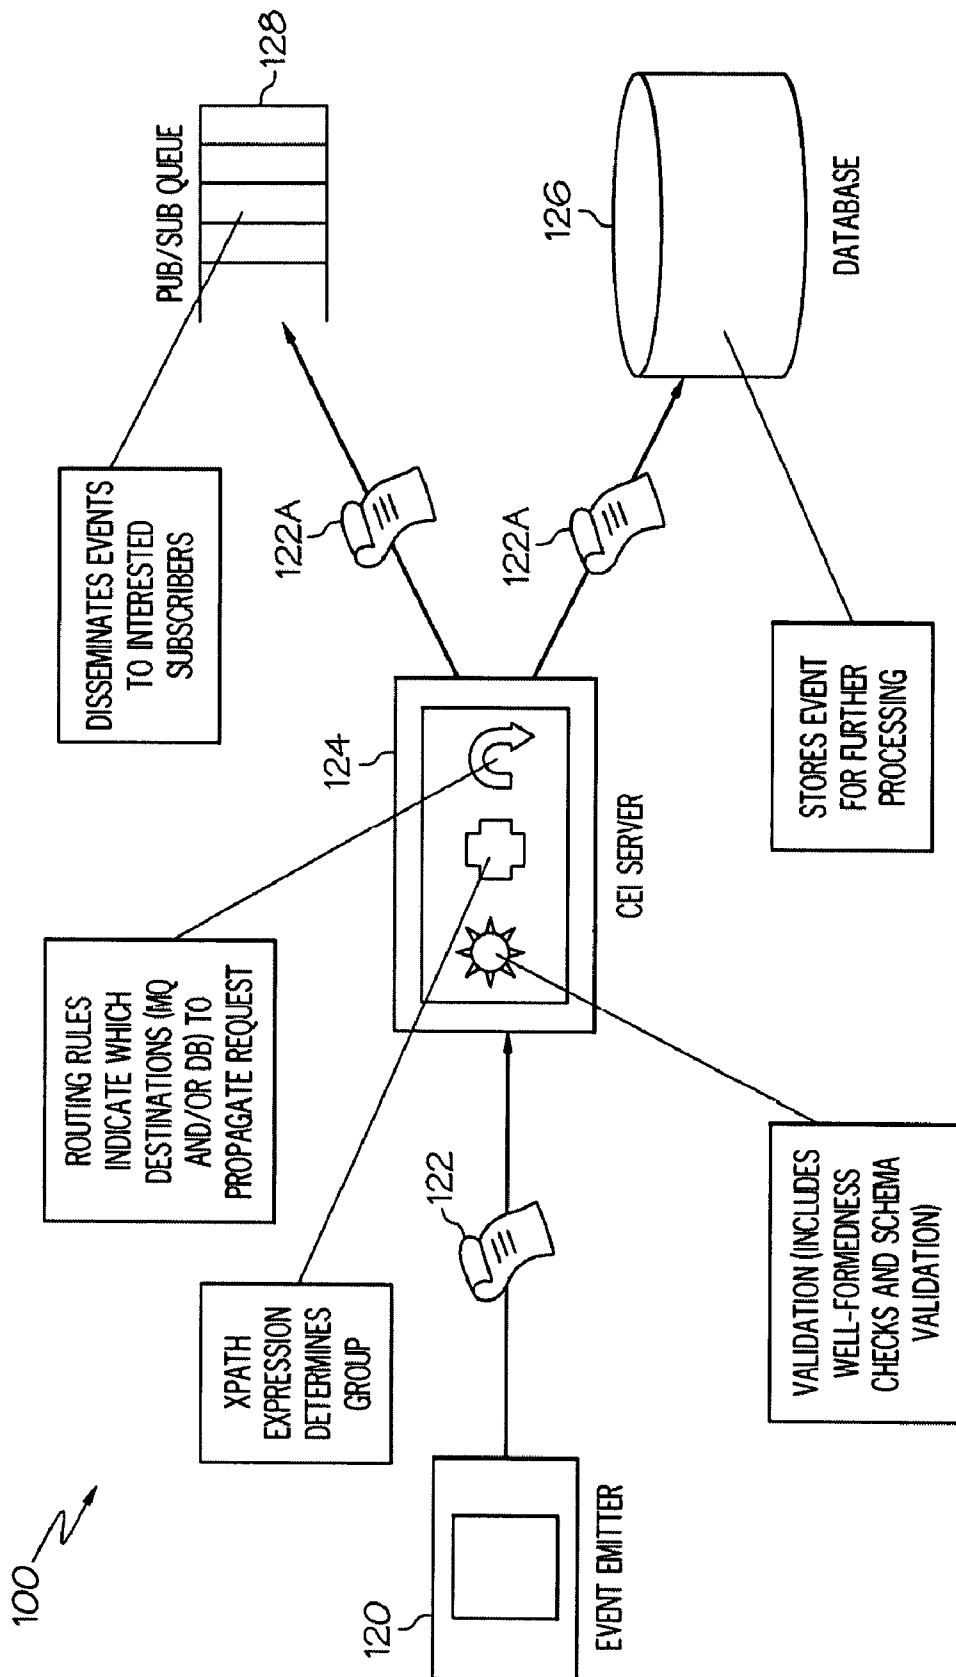 100
120
EVENT EMITTER
122
XPATH
EXPRESSION
DETERMINES
GROUP
ROUTING RULES
INDICATE WHICH
DESTINATIONS (MQ
AND/OR DB) TO
PROPAGATE REQUEST
VALIDATION (INCLUDES
WELL-FORMEDNESS
CHECKS AND SCHEMA
VALIDATION)
124
CEI SERVER
DISSEMINATES EVENTS
TO INTERESTED
SUBSCRIBERS
122A
122A
STORES EVENT
FOR FURTHER
PROCESSING
PUB/SUB QUEUE
128
126
DATABASE